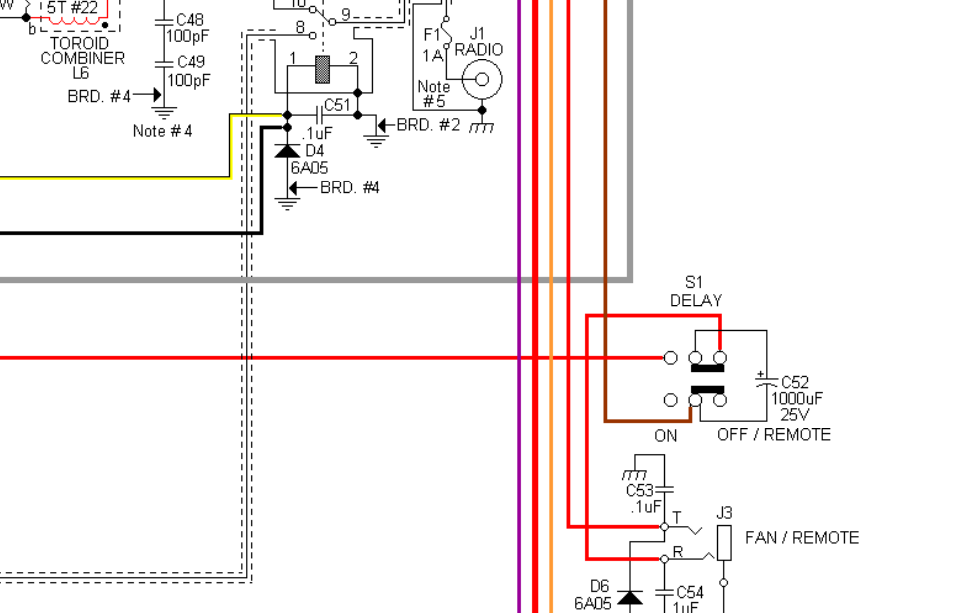 W
5T #22
b
TOROID
COMBINER
L6
C48
100pF
C49
100pF
BRD. #4
Note #4
10
9
8
1
2
C51
.1uF
D4
6A05
BRD. #4
BRD. #2
F1
1A
J1
RADIO
Note
#5
S1
DELAY
+
C52
1000uF
25V
ON
OFF / REMOTE
C53
.1uF
T
J3
FAN / REMOTE
R
D6
6A05
C54
.1uF